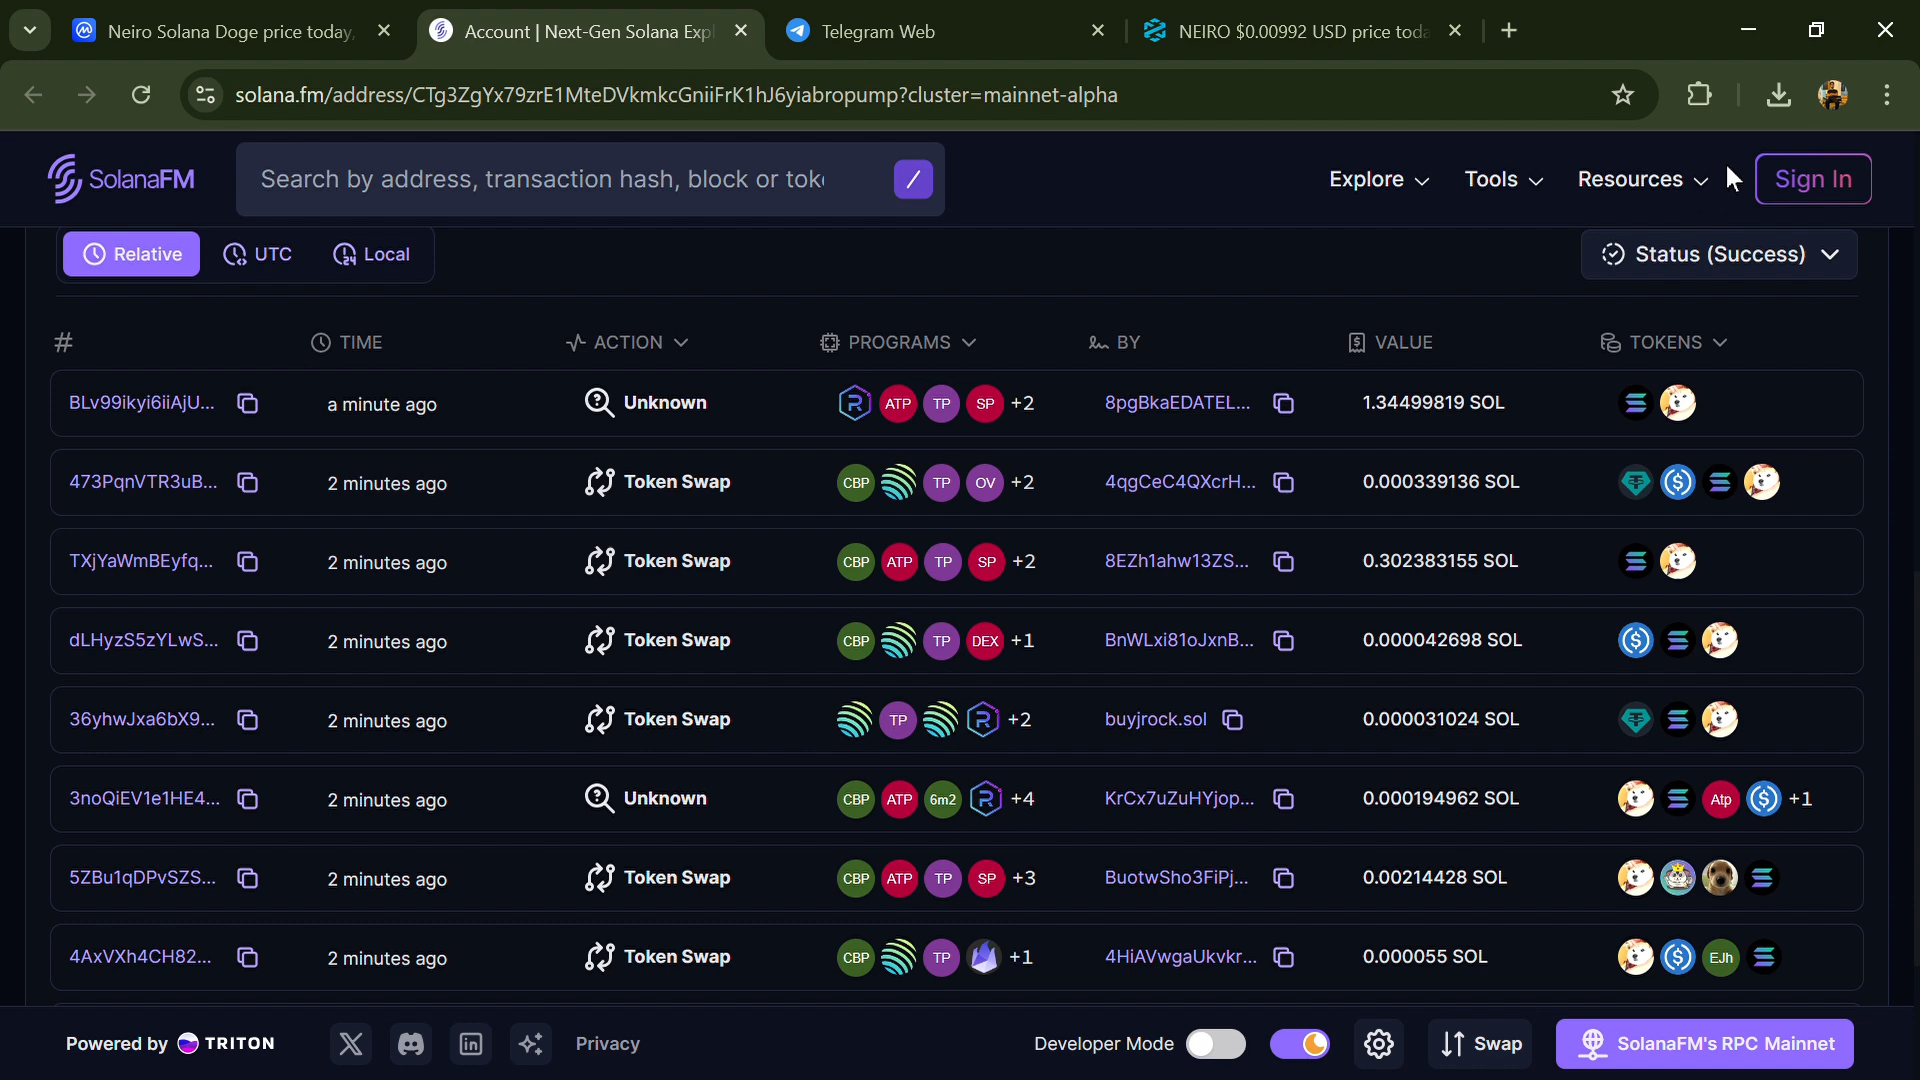 Neiro Solana Doge price today,
Account | Next-Gen Solana Expl
Telegram Web
NEIRO $0.00992 USD price toda
solana.fm/address/CTg3ZgYx79zrE1MteDVkmkcGniiFrK1hJ6yiabropump?cluster=mainnet-alpha
SolanaFM
Search by address, transaction hash, block or toke
/
Explore
Tools
Resources
Sign In
Relative
UTC
Local
Status (Success)
# TIME ACTION PROGRAMS BY VALUE TOKENS
BLv99ikyi6iiAjU... a minute ago Unknown ATP TP SP +2 8pgBkaEDATEL... 1.34499819 SOL
473PqnVTR3uB... 2 minutes ago Token Swap CBP TP OV +2 4qgCeC4QXcrH... 0.000339136 SOL
TXjYaWmBEyfq... 2 minutes ago Token Swap CBP ATP TP SP +2 8EZh1ahw13ZS... 0.302383155 SOL
dLHyzS5zYLwS... 2 minutes ago Token Swap CBP TP DEX +1 BnWLxi81oJxnB... 0.000042698 SOL
36yhwJxa6bX9... 2 minutes ago Token Swap TP +2 buyjrock.sol 0.000031024 SOL
3noQiEV1e1HE4... 2 minutes ago Unknown CBP ATP 6m2 +4 KrCx7uZuHYjop... 0.000194962 SOL Atp +1
5ZBu1qDPvSZS... 2 minutes ago Token Swap CBP ATP TP SP +3 BuotwSho3FiPj... 0.00214428 SOL
4AxVXh4CH82... 2 minutes ago Token Swap CBP TP +1 4HiAVwgaUkvkr... 0.000055 SOL EJh
Powered by TRITON
Privacy
Developer Mode
Swap
SolanaFM's RPC Mainnet